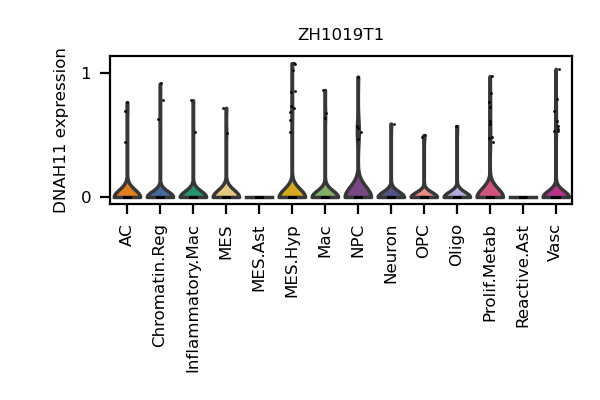 ZH1019T1
DNAH11 expression
1
0
AC
Chromatin.Reg
Inflammatory.Mac
MES
MES.Ast
MES.Hyp
Mac
NPC
Neuron
OPC
Oligo
Prolif.Metab
Reactive.Ast
Vasc